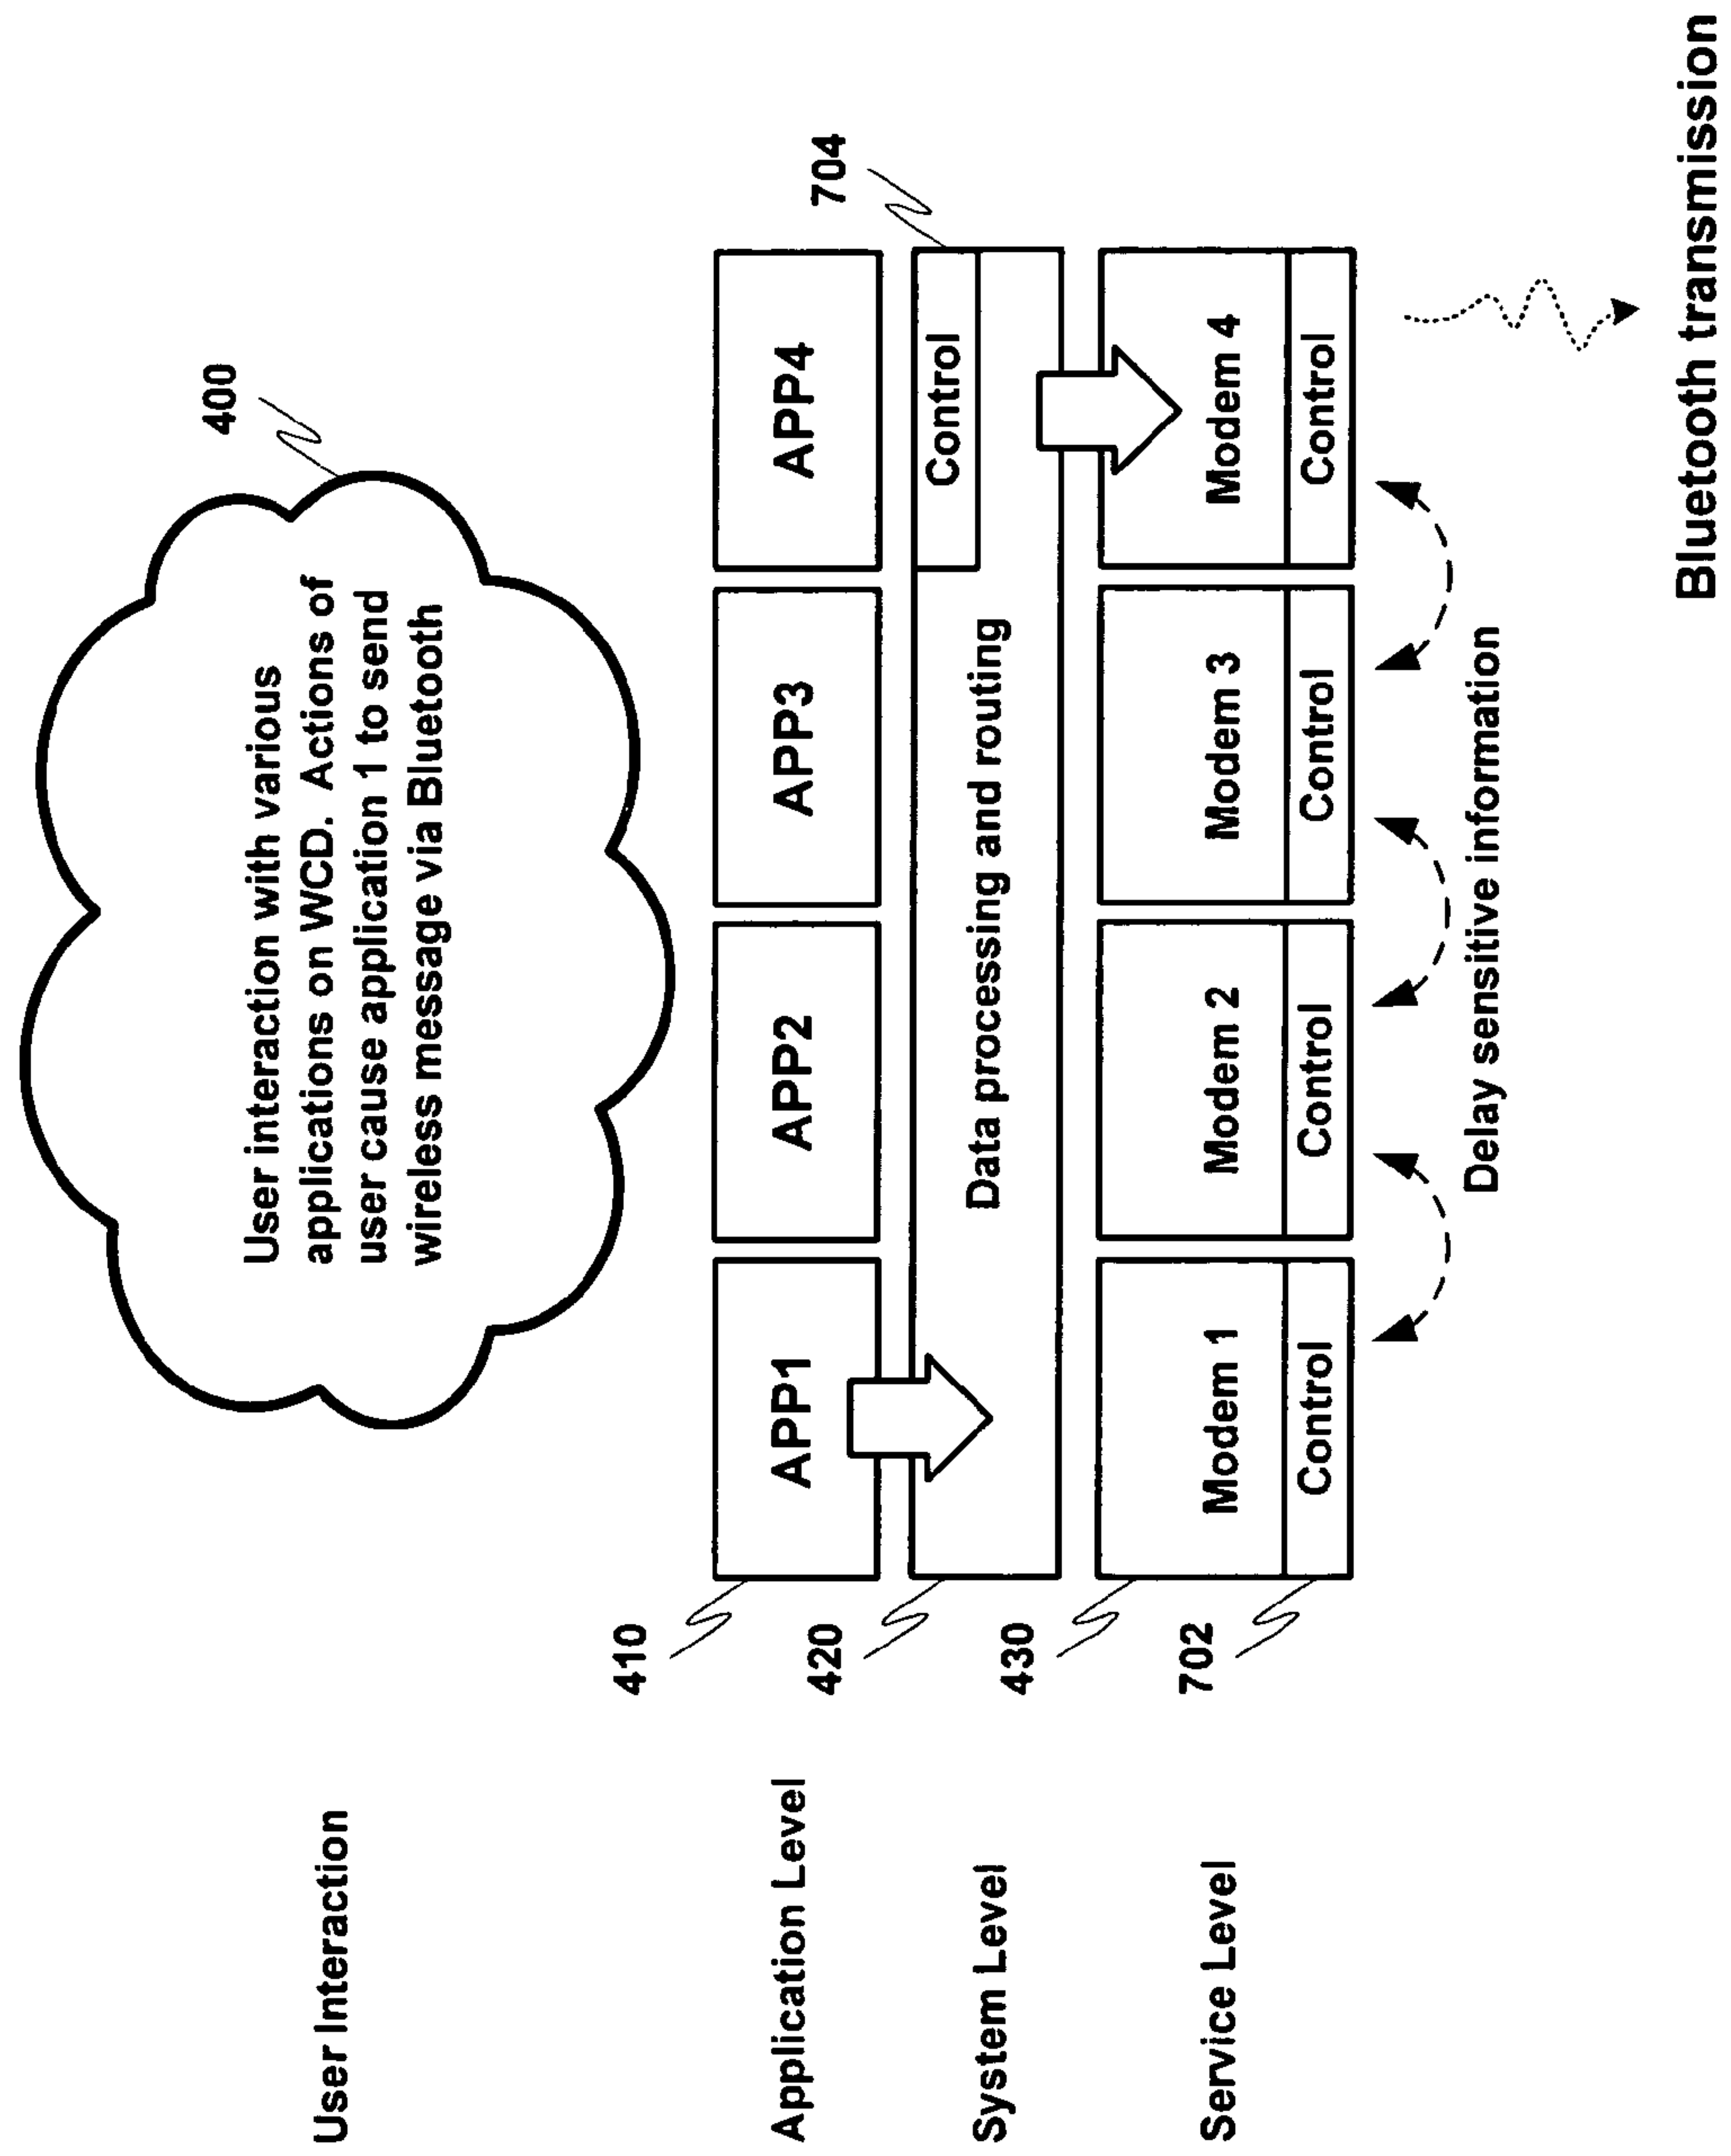 User Interaction
400
User interaction with various
applications on WCD. Actions of
user cause application 1 to send
wireless message via Bluetooth
Application Level
410
APP1
APP2
APP3
APP4
704
System Level
420
Control
Data processing and routing
Service Level
430
Modem 1
Modem 2
Modem 3
Modem 4
702
Control
Control
Control
Control
Delay sensitive information
Bluetooth transmission